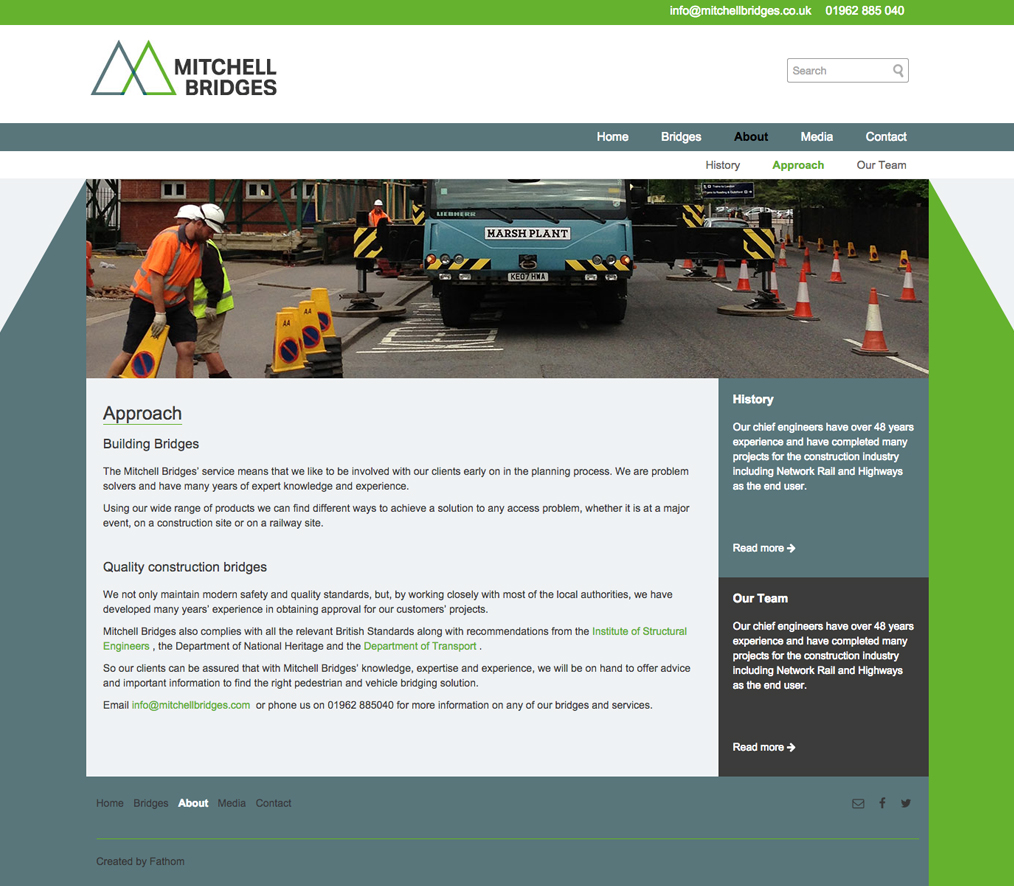 info@mitchellbridges.co.uk 01962 885 040
MITCHELL
BRIDGES
Search
Home Bridges About Media Contact
History Approach Our Team
LIEBHERR
MARSH PLANT
KE07 HWA
AA
AA
AA
Approach
Building Bridges
The Mitchell Bridges' service means that we like to be involved with our clients early on in the planning process. We are problem
solvers and have many years of expert knowledge and experience.
Using our wide range of products we can find different ways to achieve a solution to any access problem, whether it is at a major
event, on a construction site or on a railway site.
Quality construction bridges
We not only maintain modern safety and quality standards, but, by working closely with most of the local authorities, we have
developed many years' experience in obtaining approval for our customers' projects.
Mitchell Bridges also complies with all the relevant British Standards along with recommendations from the Institute of Structural
Engineers , the Department of National Heritage and the Department of Transport .
So our clients can be assured that with Mitchell Bridges' knowledge, expertise and experience, we will be on hand to offer advice
and important information to find the right pedestrian and vehicle bridging solution.
Email info@mitchellbridges.com or phone us on 01962 885040 for more information on any of our bridges and services.
History
Our chief engineers have over 48 years
experience and have completed many
projects for the construction industry
including Network Rail and Highways
as the end user.
Read more
Our Team
Our chief engineers have over 48 years
experience and have completed many
projects for the construction industry
including Network Rail and Highways
as the end user.
Read more
Home Bridges About Media Contact
Created by Fathom